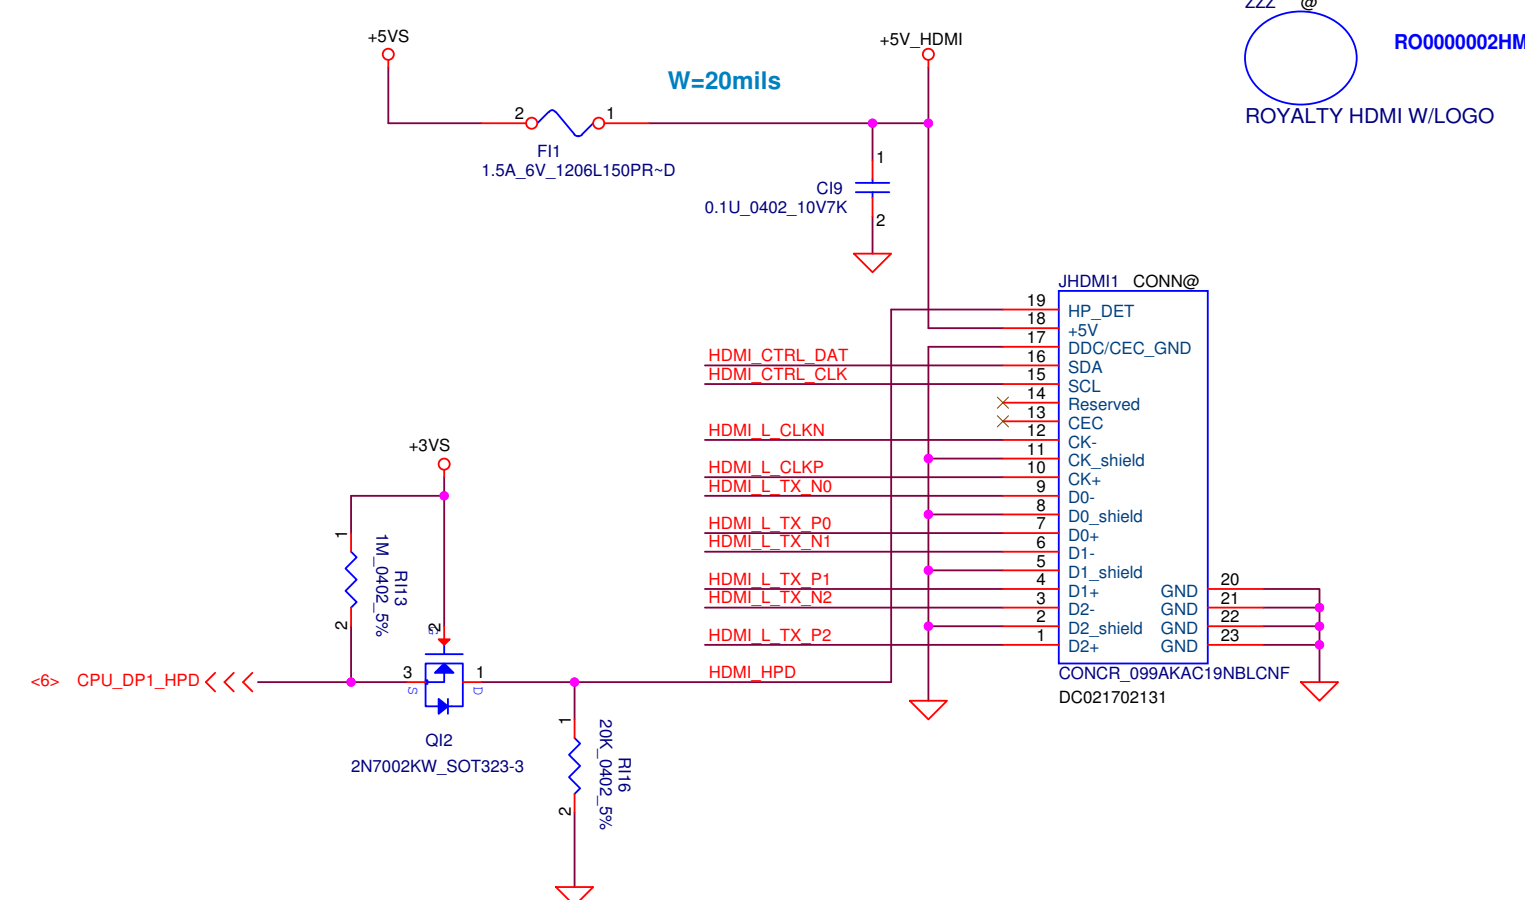 ZZZ @
+5VS
+5V_HDMI
RO0000002HM
W=20mils
2
1
ROYALTY HDMI W/LOGO
FI1
1.5A_6V_1206L150PR~D
1
CI9
0.1U_0402_10V7K
2
JHDMI1 CONN@
19 HP_DET
18 +5V
17 DDC/CEC_GND
HDMI_CTRL_DAT 16 SDA
HDMI_CTRL_CLK 15 SCL
14 Reserved
13 CEC
HDMI_L_CLKN 12 CK-
11 CK_shield
HDMI_L_CLKP 10 CK+
HDMI_L_TX_N0 9 D0-
8 D0_shield
HDMI_L_TX_P0 7 D0+
HDMI_L_TX_N1 6 D1-
5 D1_shield
HDMI_L_TX_P1 4 D1+ GND 20
HDMI_L_TX_N2 3 D2- GND 21
2 D2_shield GND 22
HDMI_L_TX_P2 1 D2+ GND 23
CONCR_099AKAC19NBLCNF
DC021702131
+3VS
1
RI13
1M_0402_5%
2
2
G
<6> CPU_DP1_HPD
3
S
1
D
HDMI_HPD
QI2
2N7002KW_SOT323-3
1
RI16
20K_0402_5%
2